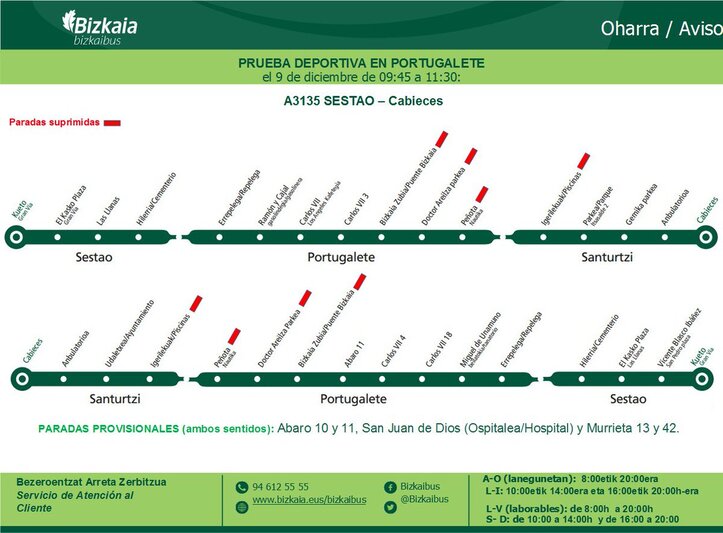 Bizkaia
bizkaibus
Oharra / Aviso
PRUEBA DEPORTIVA EN PORTUGALETE
el 9 de diciembre de 09:45 a 11:30:
A3135 SESTAO – Cabieces
Paradas suprimidas
Kueto
Gran Vía
El Kasko Plaza
Gran Vía
Las Llanas
Hilerria/Cementerio
Errepelega/Repelega
Ramón y Cajal
Carlos VII
Los Angeles Kadetegia
Carlos VII 3
Bizkaia Zubia/Puente Bizkaia
Doctor Areilza parkea
Peñota
Nautika
Igerilekuak/Piscinas
Parkea/Parque
Itsasalde 2
Gernika parkea
Anbulatorioa
Cabieces
Sestao
Portugalete
Santurtzi
Cabieces
Anbulatorioa
Udaletxea/Ayuntamiento
Igerilekuak/Piscinas
Peñota
Nautika
Doctor Areilza Parkea
Bizkaia Zubia/Puente Bizkaia
Abaro 11
Carlos VII 4
Carlos VII 18
Miguel de Unamuno
Errepelega/Repelega
Hilerria/Cementerio
El Kasko Plaza
Las Llanas
Vicente Blasco Ibáñez
San Pedro plaza
Kueto
Gran Vía
Santurtzi
Portugalete
Sestao
PARADAS PROVISIONALES (ambos sentidos): Abaro 10 y 11, San Juan de Dios (Ospitalea/Hospital) y Murrieta 13 y 42.
Bezeroentzat Arreta Zerbitzua
Servicio de Atención al
Cliente
94 612 55 55
www.bizkaia.eus/bizkaibus
Bizkaibus
@Bizkaibus
A-O (lanegunetan): 8:00etik 20:00era
L-I: 10:00etik 14:00era eta 16:00etik 20:00h-era
L-V (laborables): de 8:00h a 20:00h
S- D: de 10:00 a 14:00h y de 16:00 a 20:00